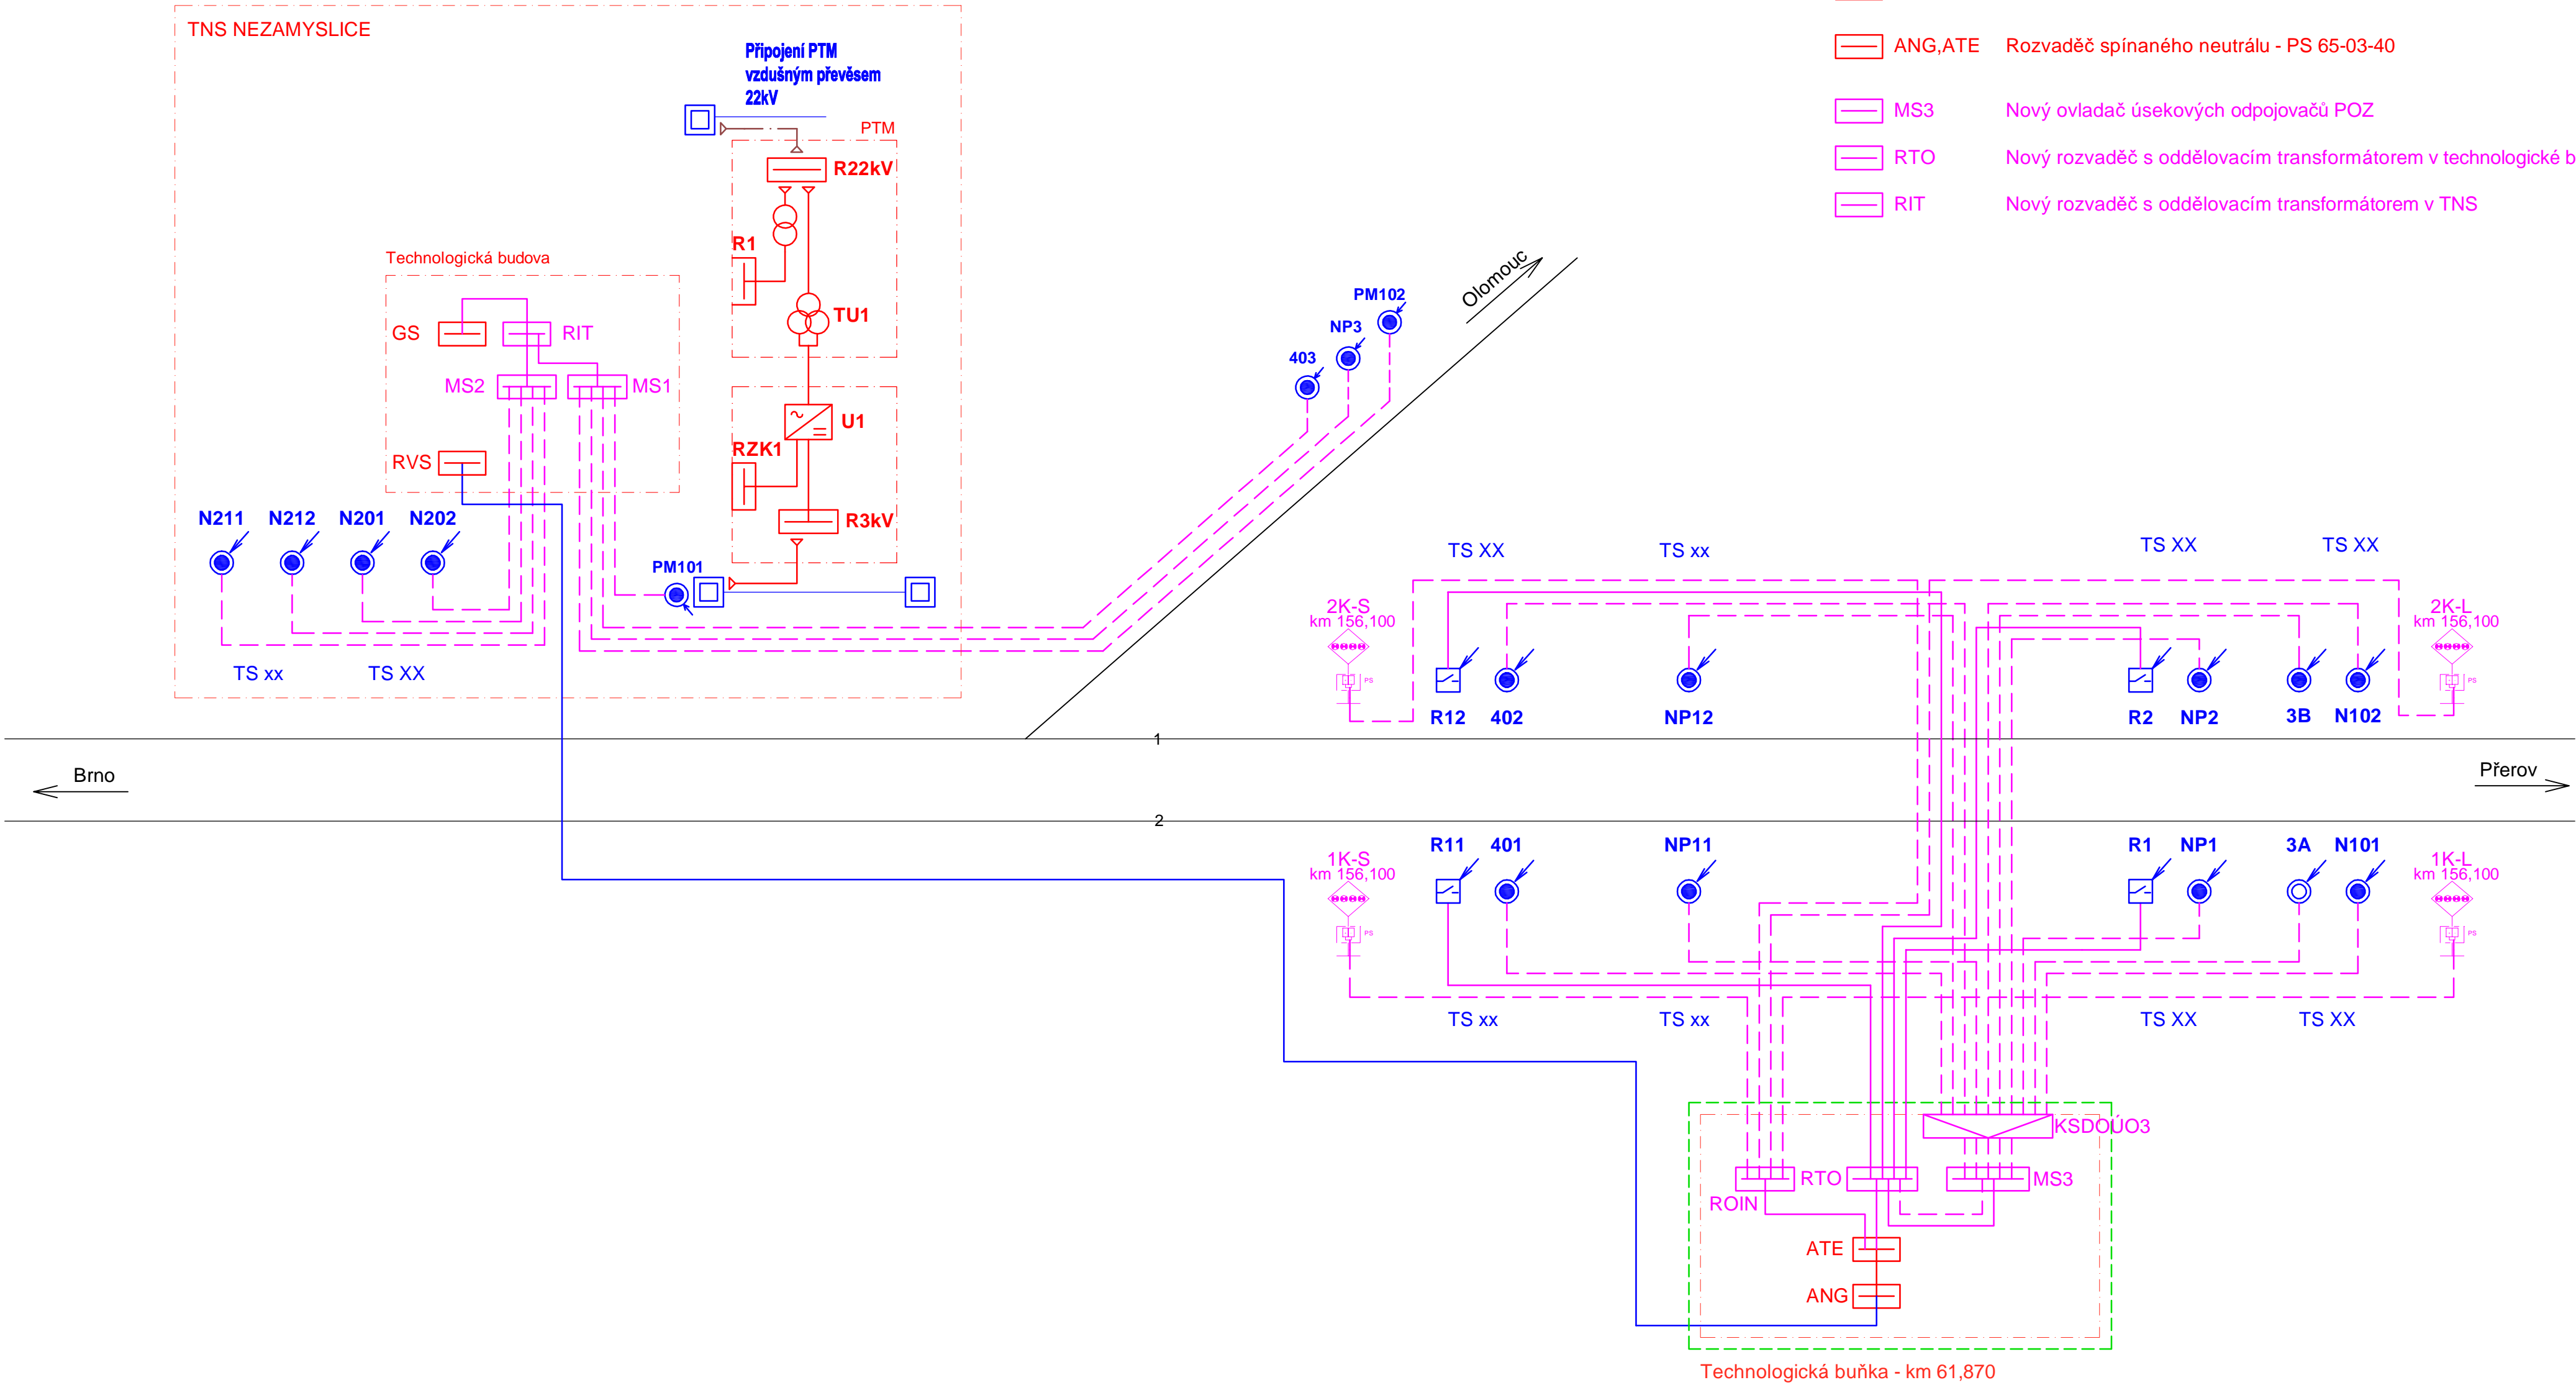 TNS NEZAMYSLICE
Připojení PTM
vzdušným převěsem
22kV
PTM
R22kV
R1
TU1
U1
RZK1
R3kV
Technologická budova
GS
RIT
MS2
MS1
RVS
N211
N212
N201
N202
PM101
TS xx
TS XX
ANG,ATE Rozvaděč spínaného neutrálu - PS 65-03-40
MS3 Nový ovladač úsekových odpojovačů POZ
RTO Nový rozvaděč s oddělovacím transformátorem v technologické b
RIT Nový rozvaděč s oddělovacím transformátorem v TNS
Olomouc
PM102
NP3
403
TS XX
TS xx
TS XX
TS XX
2K-S
km 156,100
PS
R12
402
NP12
R2
NP2
3B
N102
2K-L
km 156,100
PS
1
Brno
Přerov
2
1K-S
km 156,100
PS
R11
401
NP11
R1
NP1
3A
N101
1K-L
km 156,100
PS
TS xx
TS xx
TS XX
TS XX
KSDOÚO3
RTO
MS3
ROIN
ATE
ANG
Technologická buňka - km 61,870